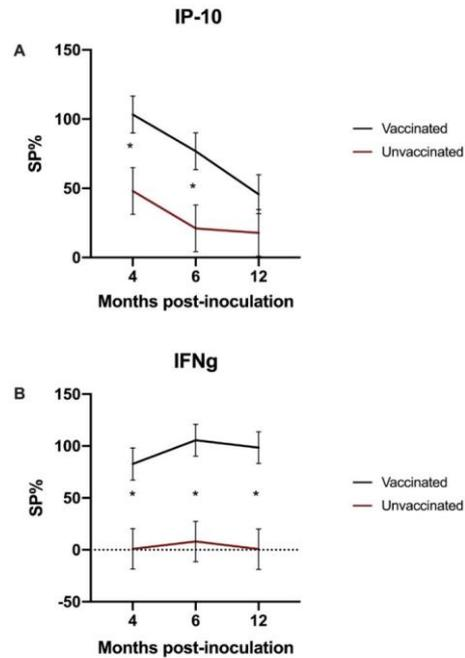 IP-10
A
150
100
50
0
SP%
*
*
4 6 12
Months post-inoculation
Vaccinated
Unvaccinated
IFNg
B
150
100
50
0
-50
SP%
* * *
4 6 12
Months post-inoculation
Vaccinated
Unvaccinated